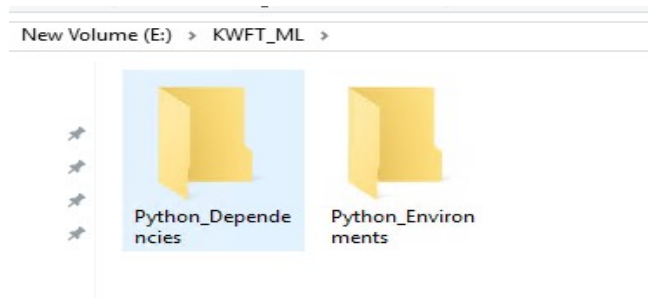 New Volume (E:) > KWFT_ML >
Python_Depende
ncies
Python_Environ
ments